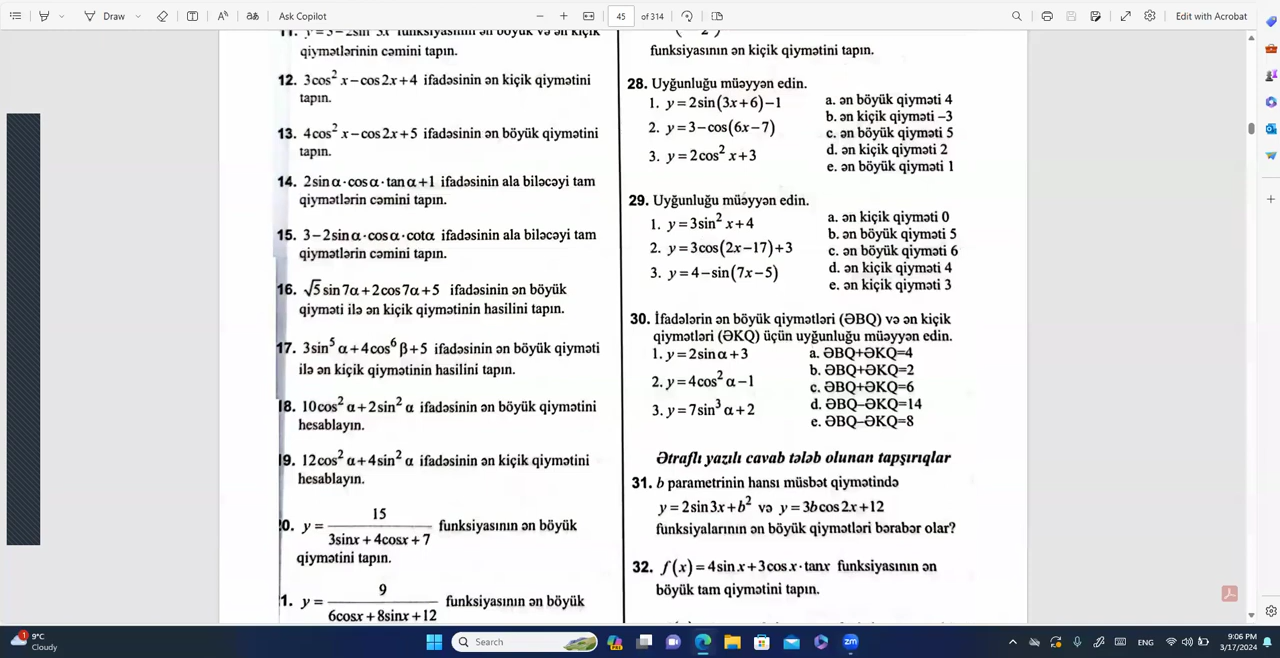 Draw
Ask Copilot
45
of 314
Edit with Acrobat
11. y = 3 − 2sin 3x funksiyasının ən böyük və ən kiçik
qiymətlərinin cəmini tapın.
12. 3cos² x − cos 2x + 4 ifadəsinin ən kiçik qiymətini
tapın.
13. 4cos² x − cos 2x + 5 ifadəsinin ən böyük qiymətini
tapın.
14. 2sin α·cos α·tan α + 1 ifadəsinin ala biləcəyi tam
qiymətlərin cəmini tapın.
15. 3 − 2sin α·cos α·cotα ifadəsinin ala biləcəyi tam
qiymətlərin cəmini tapın.
16. √5 sin 7α + 2cos 7α + 5 ifadəsinin ən böyük
qiyməti ilə ən kiçik qiymətinin hasilini tapın.
17. 3sin⁵ α + 4cos⁶ β + 5 ifadəsinin ən böyük qiyməti
ilə ən kiçik qiymətinin hasilini tapın.
18. 10cos² α + 2sin² α ifadəsinin ən böyük qiymətini
hesablayın.
19. 12cos² α + 4sin² α ifadəsinin ən kiçik qiymətini
hesablayın.
20. y = 15 / (3sinx + 4cosx + 7) funksiyasının ən böyük
qiymətini tapın.
1. y = 9 / (6cosx + 8sinx + 12) funksiyasının ən böyük
funksiyasının ən kiçik qiymətini tapın.
28. Uyğunluğu müəyyən edin.
1. y = 2sin(3x + 6) − 1
2. y = 3 − cos(6x − 7)
3. y = 2cos² x + 3
a. ən böyük qiyməti 4
b. ən kiçik qiyməti −3
c. ən böyük qiyməti 5
d. ən kiçik qiyməti 2
e. ən böyük qiyməti 1
29. Uyğunluğu müəyyən edin.
1. y = 3sin² x + 4
2. y = 3cos(2x − 17) + 3
3. y = 4 − sin(7x − 5)
a. ən kiçik qiyməti 0
b. ən böyük qiyməti 5
c. ən böyük qiyməti 6
d. ən kiçik qiyməti 4
e. ən kiçik qiyməti 3
30. İfadələrin ən böyük qiymətləri (ƏBQ) və ən kiçik
qiymətləri (ƏKQ) üçün uyğunluğu müəyyən edin.
1. y = 2sin α + 3
2. y = 4cos² α − 1
3. y = 7sin³ α + 2
a. ƏBQ+ƏKQ=4
b. ƏBQ+ƏKQ=2
c. ƏBQ+ƏKQ=6
d. ƏBQ−ƏKQ=14
e. ƏBQ−ƏKQ=8
Ətraflı yazılı cavab tələb olunan tapşırıqlar
31. b parametrinin hansı müsbət qiymətində
y = 2sin 3x + b² və y = 3b cos 2x + 12
funksiyalarının ən böyük qiymətləri bərabər olar?
32. f(x) = 4sin x + 3cos x·tanx funksiyasının ən
böyük tam qiymətini tapın.
1
9°C
Cloudy
Search
ENG
9:06 PM
3/17/2024